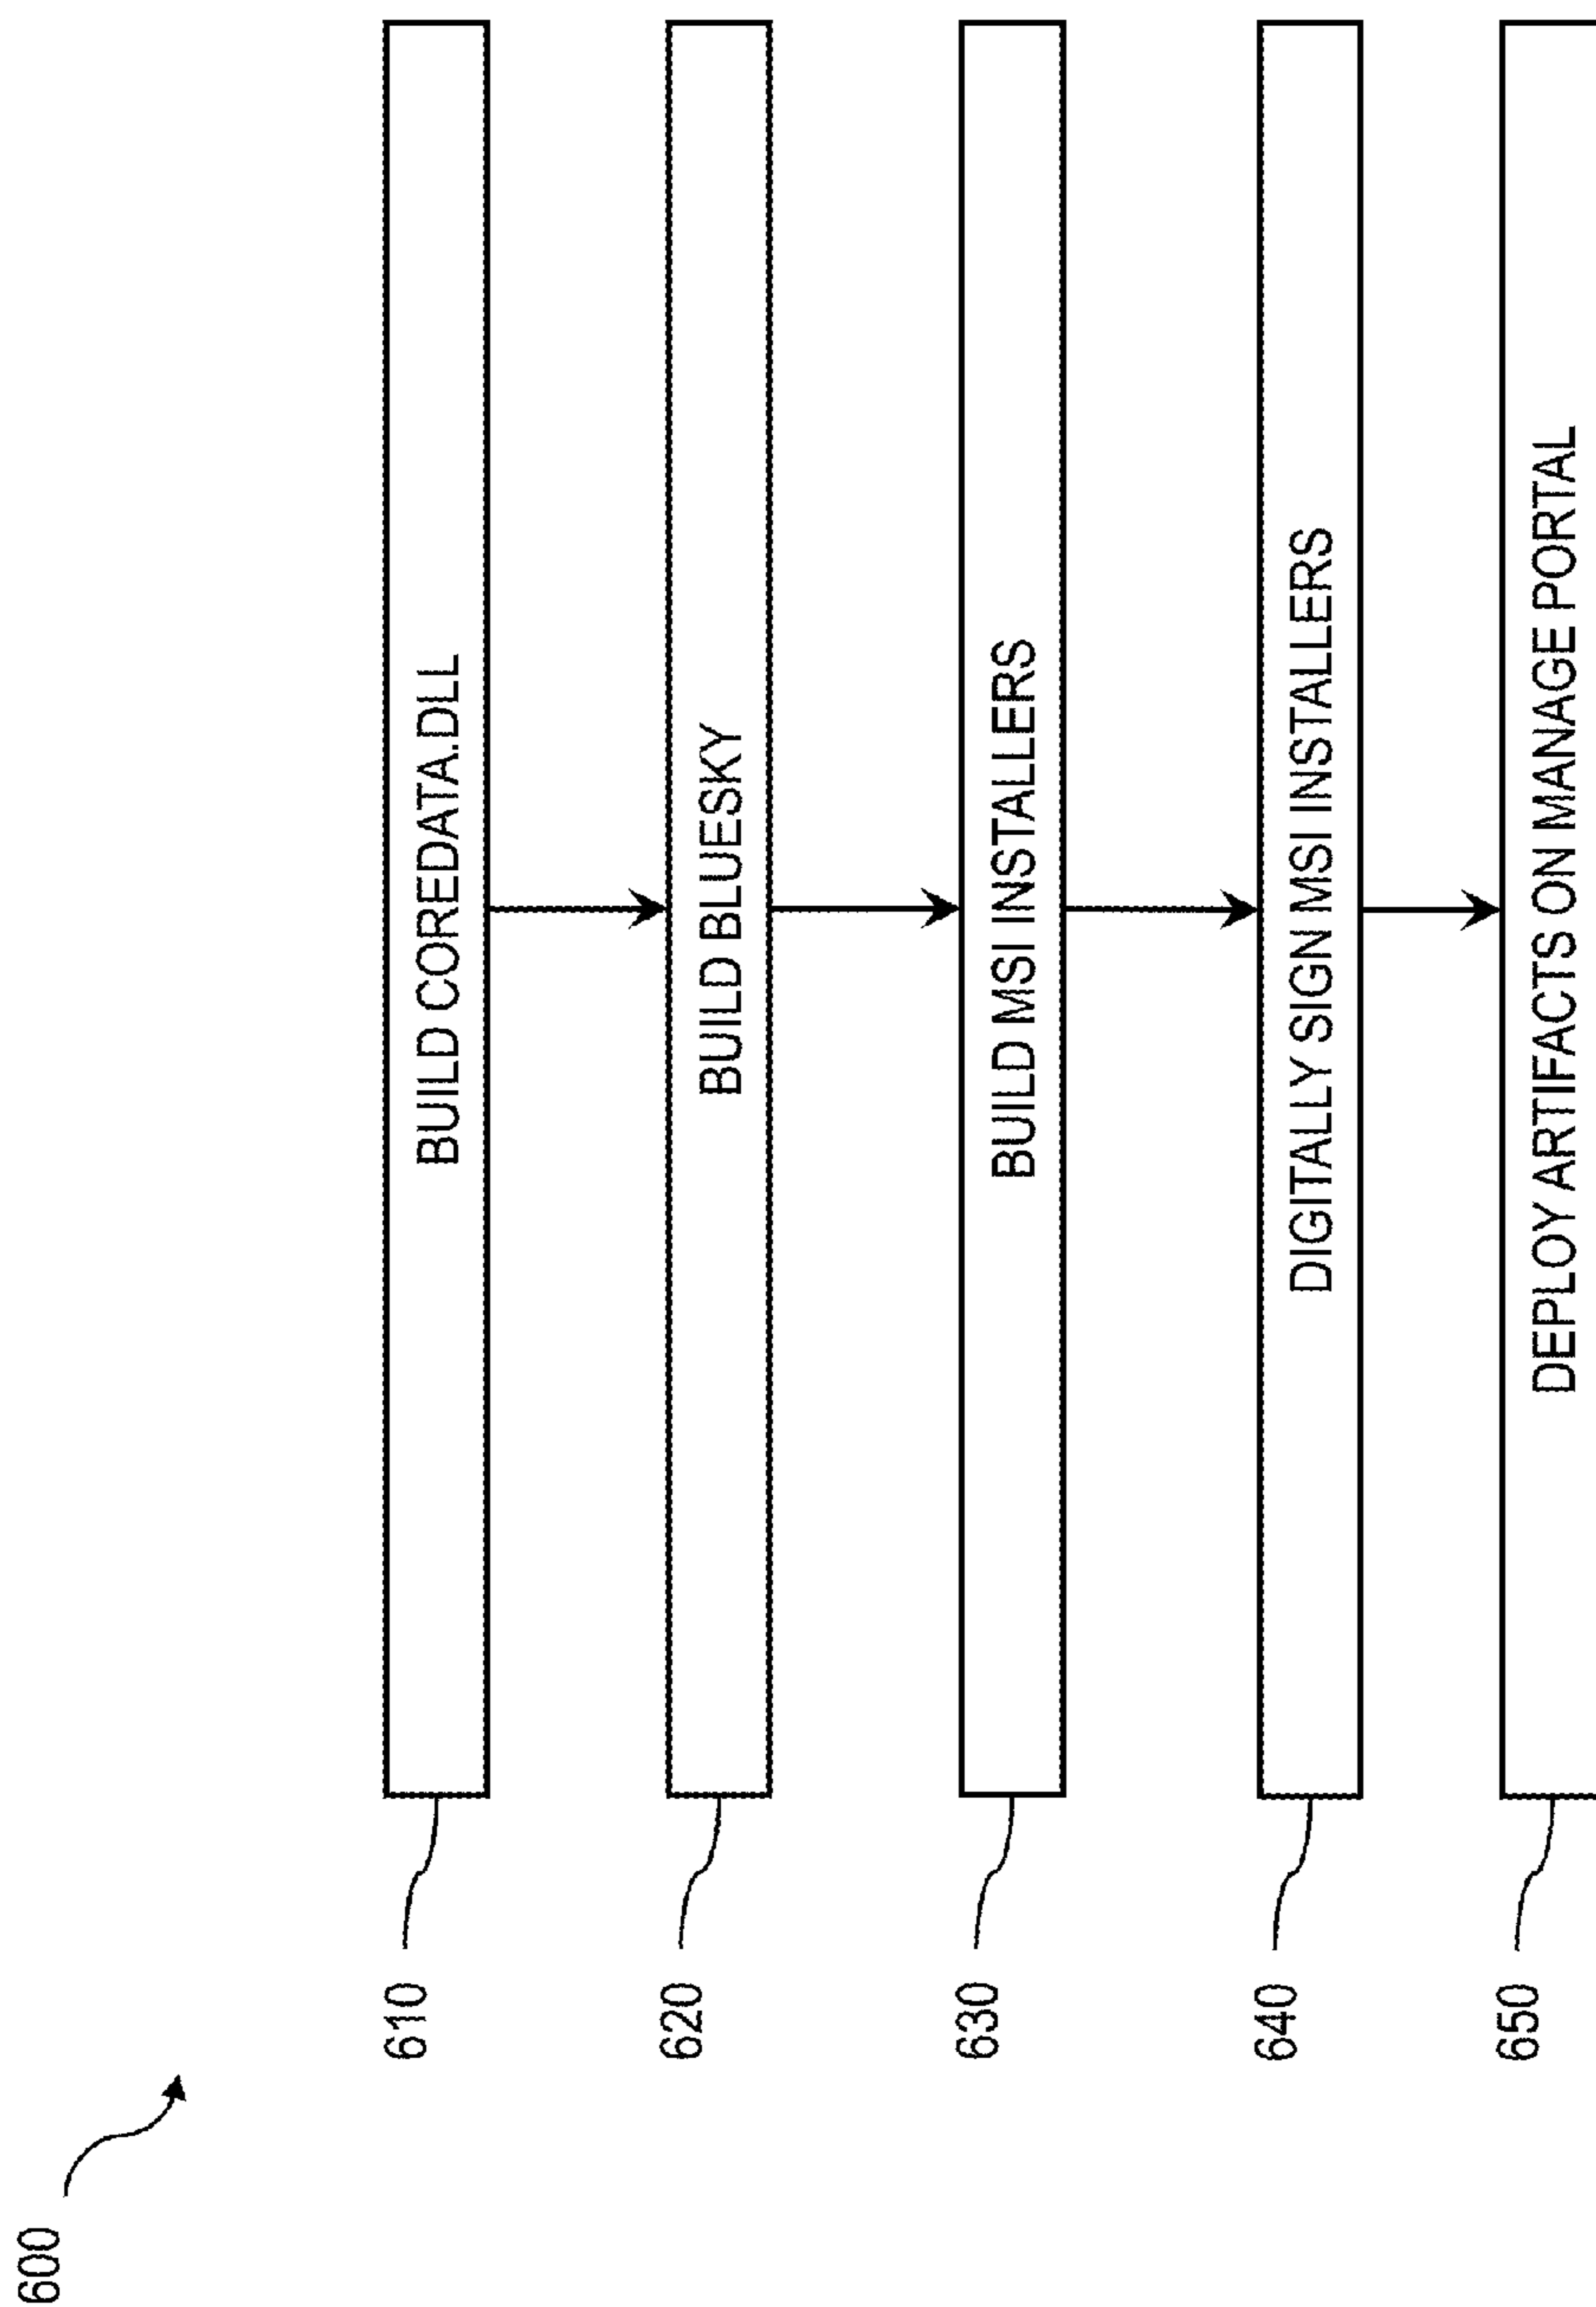 600
610
BUILD COREDATA.DLL
620
BUILD BLUESKY
630
BUILD MSI INSTALLERS
640
DIGITALLY SIGN MSI INSTALLERS
650
DEPLOY ARTIFACTS ON MANAGE PORTAL